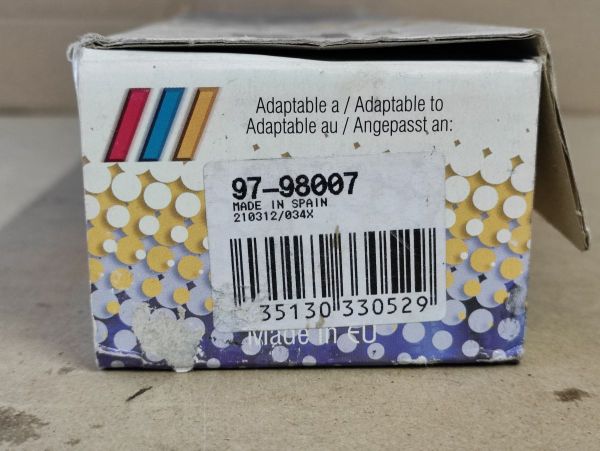 Adaptable a / Adaptable to
Adaptable au / Angepasst an:
97-98007
MADE IN SPAIN
210312/034X
35130 330529
Made in EU